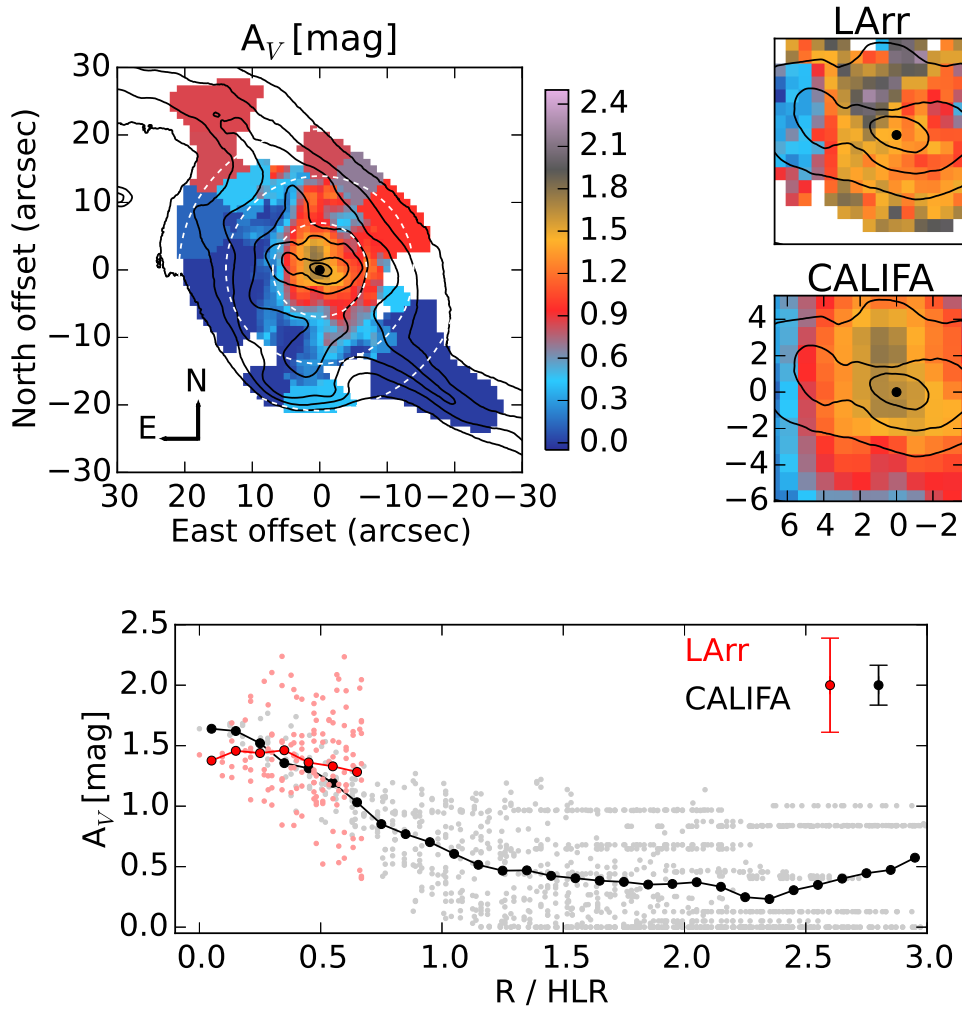 A_V [mag]
30
20
10
0
−10
−20
−30
North offset (arcsec)
N
E
30 20 10 0 −10 −20 −30
East offset (arcsec)
2.4
2.1
1.8
1.5
1.2
0.9
0.6
0.3
0.0
LArr
CALIFA
4
2
0
−2
−4
−6
6 4 2 0 −2
2.5
2.0
1.5
1.0
0.5
0.0
A_V [mag]
LArr
CALIFA
0.0 0.5 1.0 1.5 2.0 2.5 3.0
R / HLR